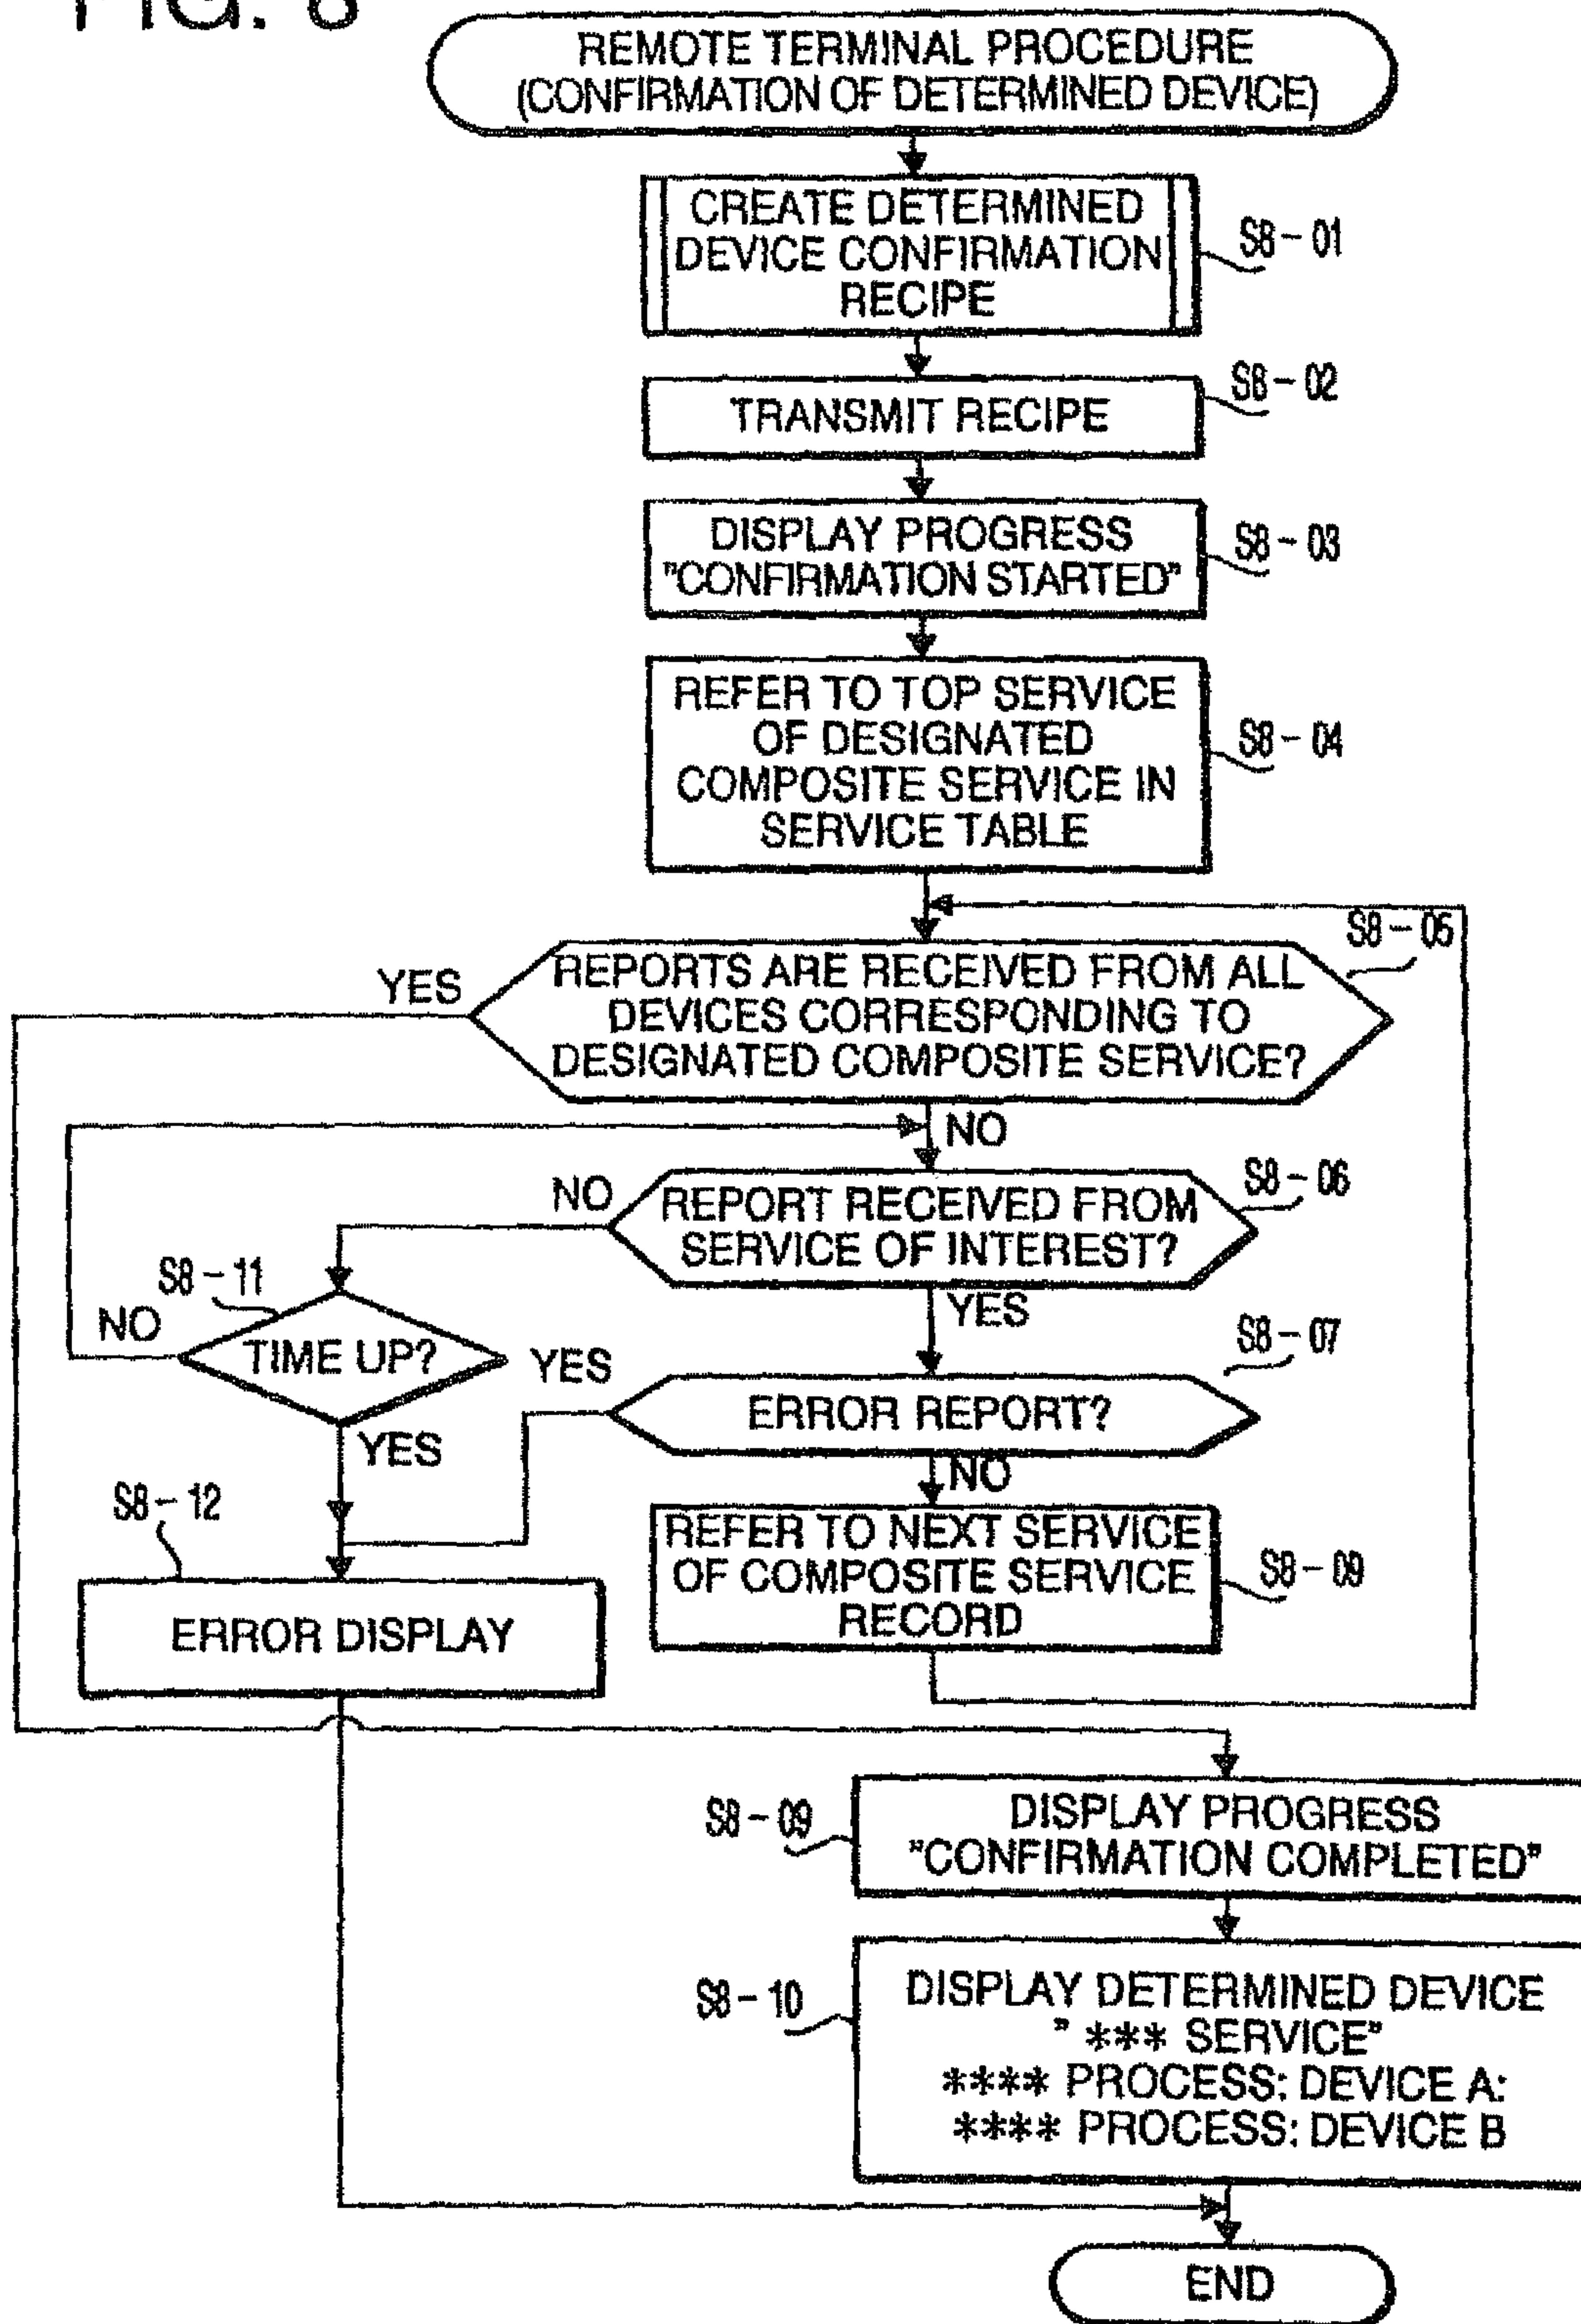 FIG. 8
REMOTE TERMINAL PROCEDURE
(CONFIRMATION OF DETERMINED DEVICE)
CREATE DETERMINED
DEVICE CONFIRMATION
RECIPE
S8-01
S8-02
TRANSMIT RECIPE
DISPLAY PROGRESS
"CONFIRMATION STARTED"
S8-03
REFER TO TOP SERVICE
OF DESIGNATED
COMPOSITE SERVICE IN
SERVICE TABLE
S8-04
S8-05
YES
REPORTS ARE RECEIVED FROM ALL
DEVICES CORRESPONDING TO
DESIGNATED COMPOSITE SERVICE?
NO
S8-06
NO
REPORT RECEIVED FROM
SERVICE OF INTEREST?
S8-11
NO
TIME UP?
YES
YES
S8-07
YES
ERROR REPORT?
NO
S8-12
ERROR DISPLAY
REFER TO NEXT SERVICE
OF COMPOSITE SERVICE
RECORD
S8-09
S8-09
DISPLAY PROGRESS
"CONFIRMATION COMPLETED"
S8-10
DISPLAY DETERMINED DEVICE
" *** SERVICE"
**** PROCESS: DEVICE A:
**** PROCESS: DEVICE B
END